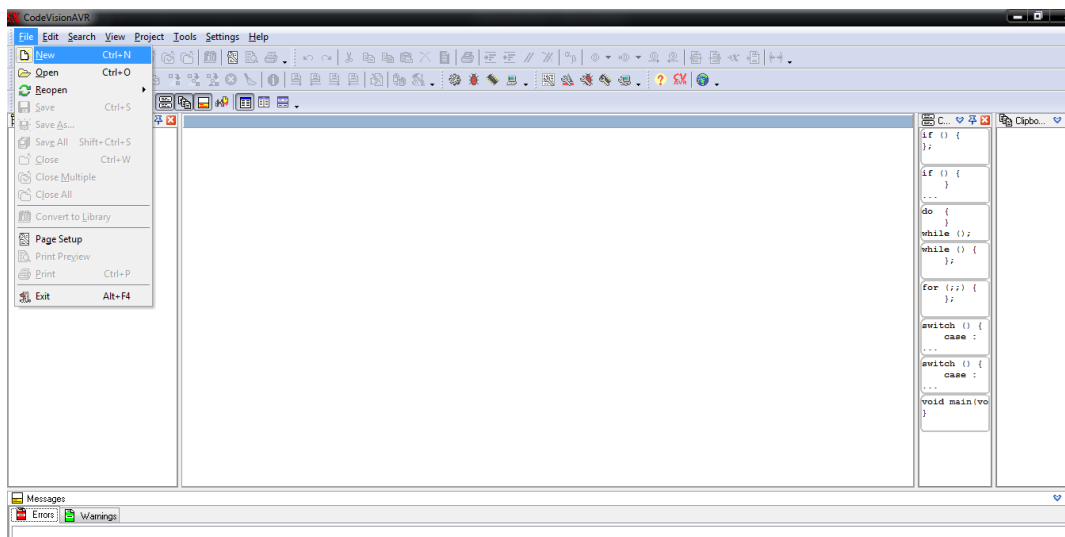 CodeVisionAVR
File Edit Search View Project Tools Settings Help
New Ctrl+N
Open Ctrl+O
Reopen
Save Ctrl+S
Save As...
Save All Shift+Ctrl+S
Close Ctrl+W
Close Multiple
Close All
Convert to Library
Page Setup
Print Preview
Print Ctrl+P
Exit Alt+F4
C...
Clipbo...
if () {
};
if () {
}
...
do {
}
while ();
while () {
};
for (;;) {
};
switch () {
case :
...
switch () {
case :
...
void main(vo
}
Messages
Errors
Warnings